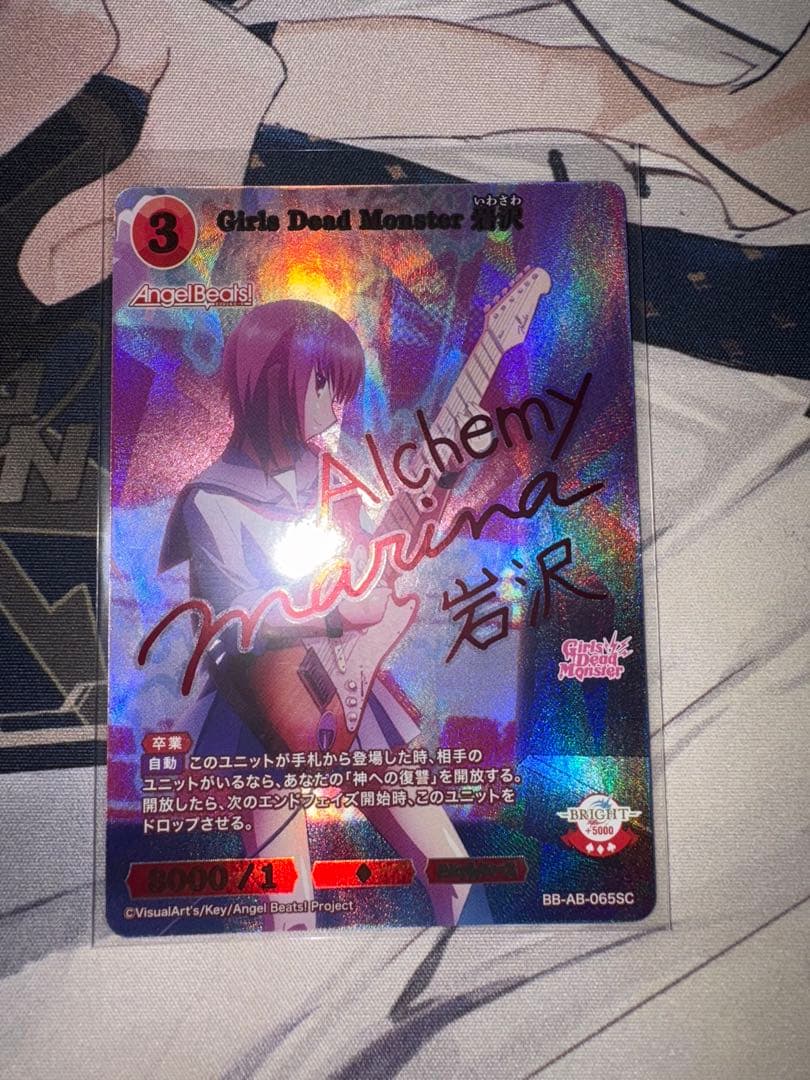 3
いわさわ
Girls Dead Monster 岩沢
Angel Beats!
Alchemy
marina
岩沢
Girls
Dead
Monster
卒業
自動 このユニットが手札から登場した時、相手の
ユニットがいるなら、あなたの「神への復讐」を開放する。
開放したら、次のエンドフェイズ開始時、このユニットを
ドロップさせる。
BRIGHT
+5000
8000/1
BB-AB-065SC
©VisualArt's/Key/Angel Beats! Project